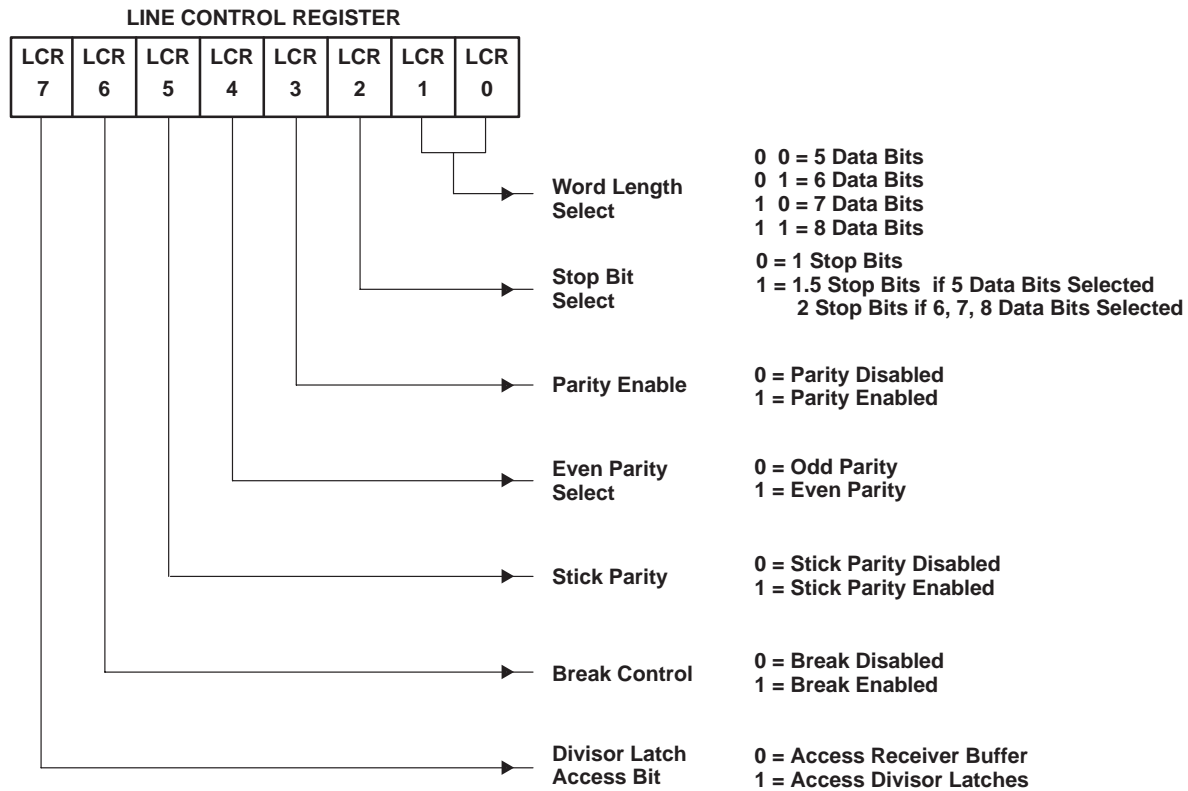 LINE CONTROL REGISTER
LCR LCR LCR LCR LCR LCR LCR LCR
7 6 5 4 3 2 1 0
Word Length
Select
0 0 = 5 Data Bits
0 1 = 6 Data Bits
1 0 = 7 Data Bits
1 1 = 8 Data Bits
Stop Bit
Select
0 = 1 Stop Bits
1 = 1.5 Stop Bits if 5 Data Bits Selected
2 Stop Bits if 6, 7, 8 Data Bits Selected
Parity Enable
0 = Parity Disabled
1 = Parity Enabled
Even Parity
Select
0 = Odd Parity
1 = Even Parity
Stick Parity
0 = Stick Parity Disabled
1 = Stick Parity Enabled
Break Control
0 = Break Disabled
1 = Break Enabled
Divisor Latch
Access Bit
0 = Access Receiver Buffer
1 = Access Divisor Latches